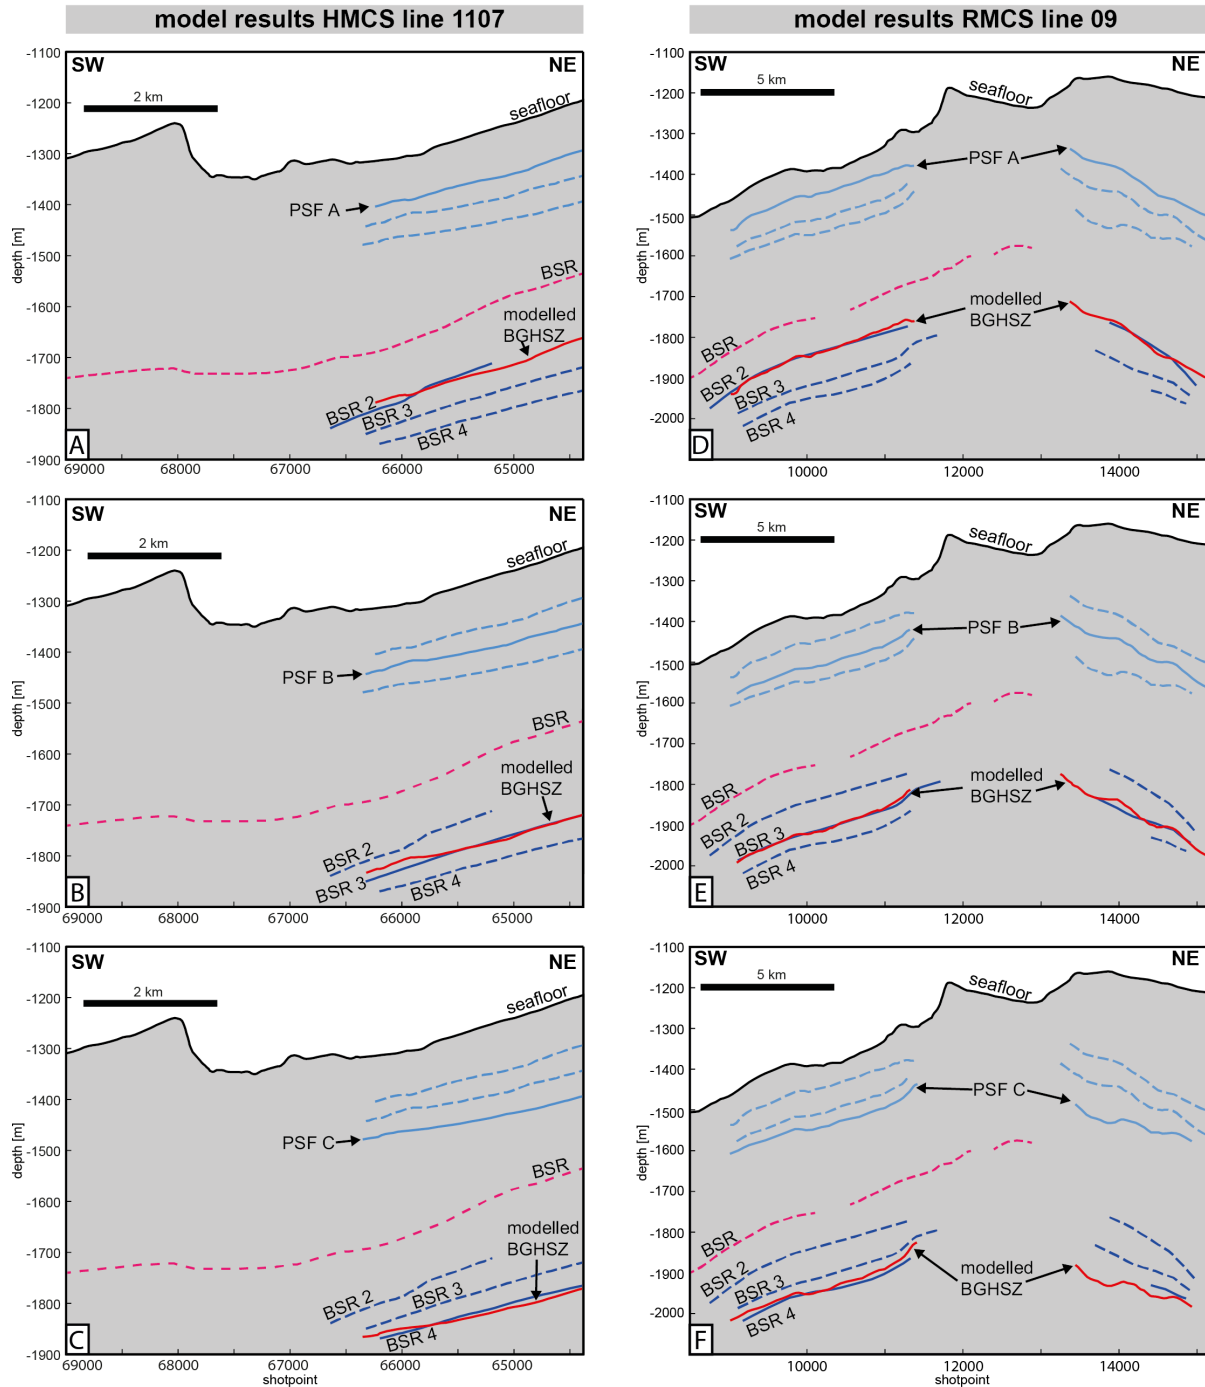 model results HMCS line 1107
model results RMCS line 09
-1100
-1200
-1300
-1400
-1500
-1600
-1700
-1800
-1900
depth [m]
SW
NE
2 km
seafloor
PSF A
BSR
modelled
BGHSZ
BSR 2
BSR 3
BSR 4
A
69000 68000 67000 66000 65000
-1100
-1200
-1300
-1400
-1500
-1600
-1700
-1800
-1900
-2000
depth [m]
SW
NE
5 km
seafloor
PSF A
modelled
BGHSZ
BSR
BSR 2
BSR 3
BSR 4
D
10000 12000 14000
-1100
-1200
-1300
-1400
-1500
-1600
-1700
-1800
-1900
depth [m]
SW
NE
2 km
seafloor
PSF B
BSR
modelled
BGHSZ
BSR 2
BSR 3
BSR 4
B
69000 68000 67000 66000 65000
-1100
-1200
-1300
-1400
-1500
-1600
-1700
-1800
-1900
-2000
depth [m]
SW
NE
5 km
seafloor
PSF B
modelled
BGHSZ
BSR
BSR 2
BSR 3
BSR 4
E
10000 12000 14000
-1100
-1200
-1300
-1400
-1500
-1600
-1700
-1800
-1900
depth [m]
SW
NE
2 km
seafloor
PSF C
BSR
modelled
BGHSZ
BSR 2
BSR 3
BSR 4
C
69000 68000 67000 66000 65000
shotpoint
-1100
-1200
-1300
-1400
-1500
-1600
-1700
-1800
-1900
-2000
depth [m]
SW
NE
5 km
seafloor
PSF C
modelled
BGHSZ
BSR
BSR 2
BSR 3
BSR 4
F
10000 12000 14000
shotpoint